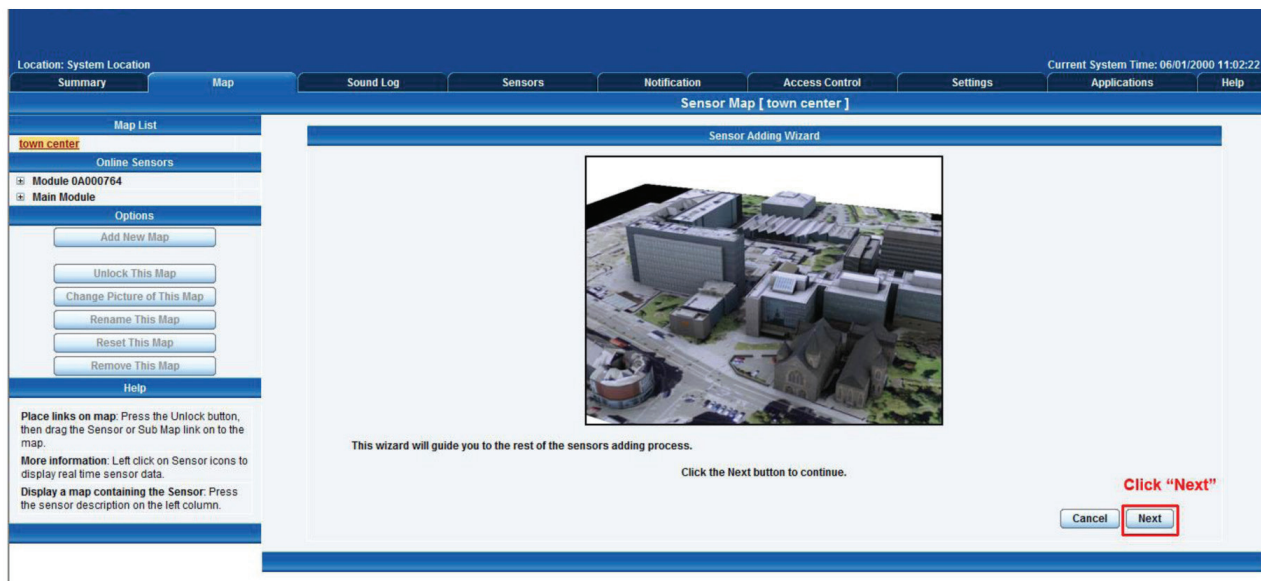 Location: System Location
Current System Time: 06/01/2000 11:02:22
Summary Map Sound Log Sensors Notification Access Control Settings Applications Help
Sensor Map [ town center ]
Map List
town center
Online Sensors
Module 0A000764
Main Module
Options
Add New Map
Unlock This Map
Change Picture of This Map
Rename This Map
Reset This Map
Remove This Map
Help
Place links on map: Press the Unlock button,
then drag the Sensor or Sub Map link on to the
map.
More information: Left click on Sensor icons to
display real time sensor data.
Display a map containing the Sensor: Press
the sensor description on the left column.
Sensor Adding Wizard
This wizard will guide you to the rest of the sensors adding process.
Click the Next button to continue.
Click “Next”
Cancel Next